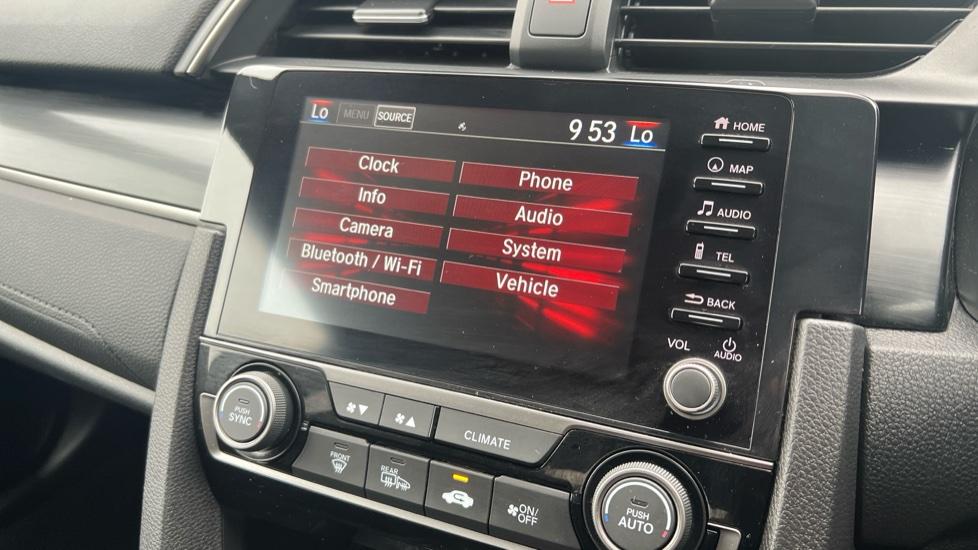 Lo MENU SOURCE 9 53 Lo
Clock
Phone
Info
Audio
Camera
System
Bluetooth / Wi-Fi
Vehicle
Smartphone
HOME
MAP
AUDIO
TEL
BACK
VOL
AUDIO
PUSH
SYNC
CLIMATE
FRONT
REAR
ON/
OFF
PUSH
AUTO